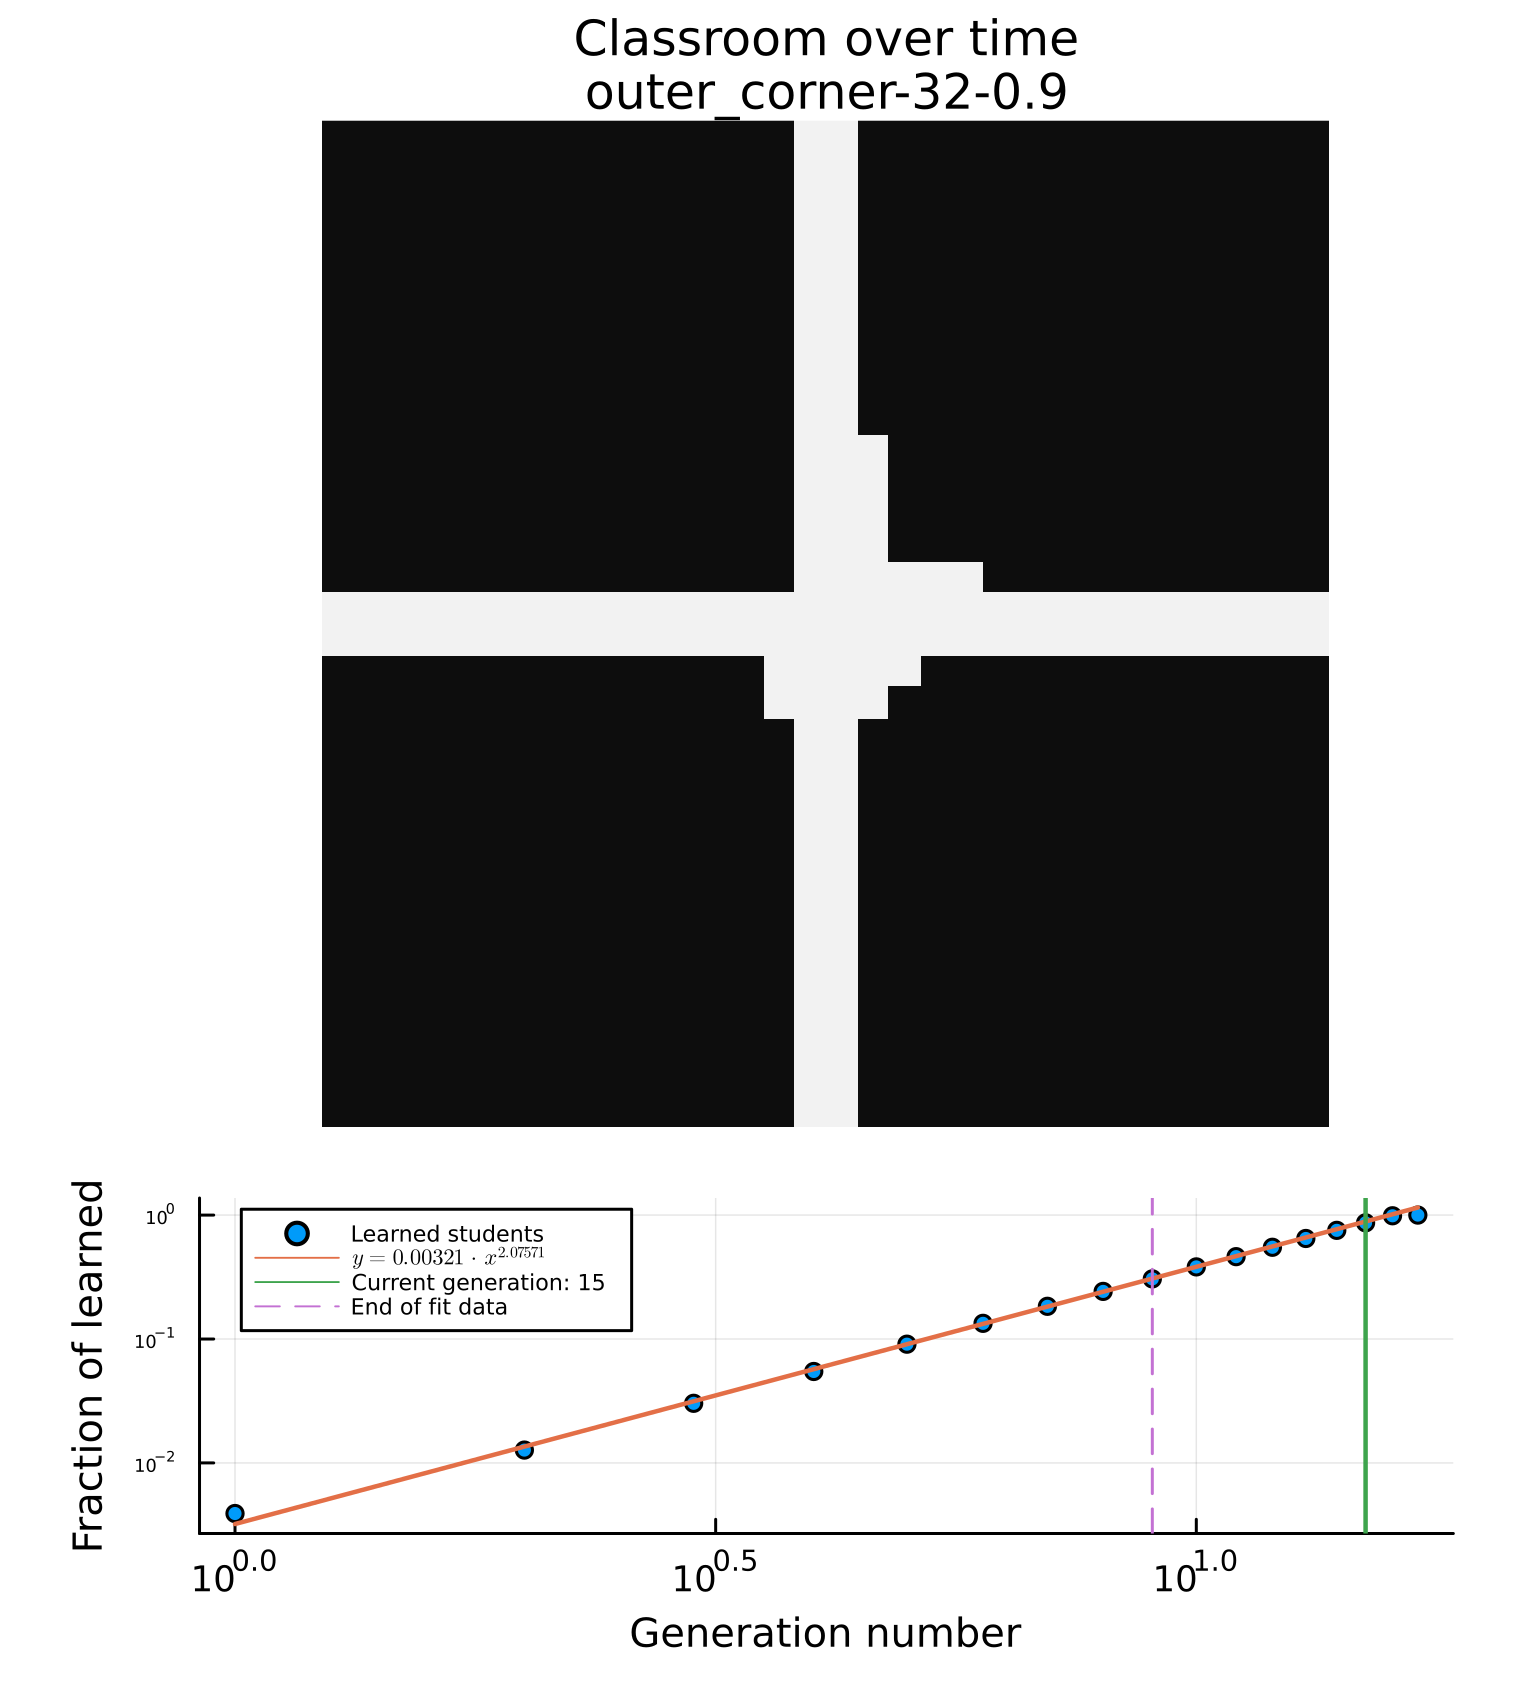 Classroom over time
outer_corner-32-0.9
Fraction of learned
10^0
10^-1
10^-2
Learned students
y = 0.00321 · x^2.07571
Current generation: 15
End of fit data
10^0.0 10^0.5 10^1.0
Generation number